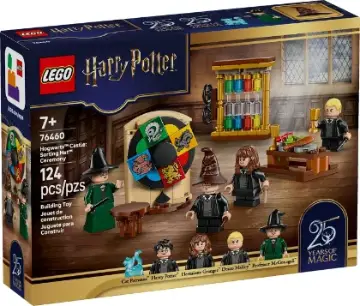 LEGO
Harry Potter
7+
76460
Hogwarts Castle:
Sorting Hat
Ceremony
124
pcs/pzs
Building Toy
Jouet de
construction
Juguete para
Construir
25
YEARS OF
MAGIC
Harry Potter
Hermione Granger
Draco Malfoy
Professor McGonagall